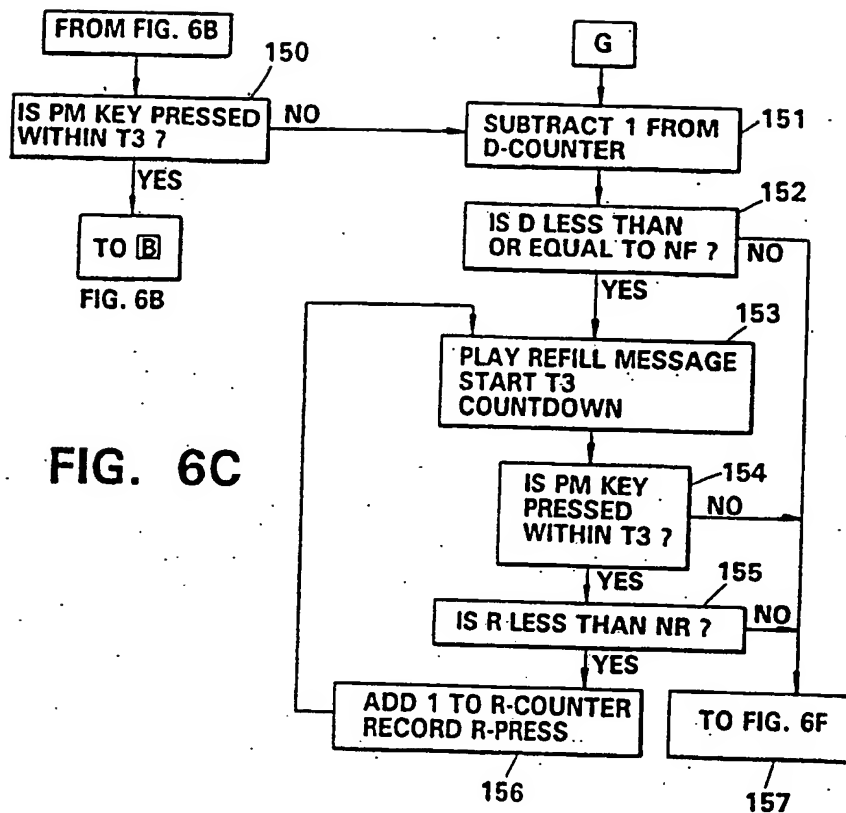 FROM FIG. 6B
150
IS PM KEY PRESSED
WITHIN T3 ?
NO
YES
TO B
FIG. 6B
G
SUBTRACT 1 FROM
D-COUNTER
151
152
IS D LESS THAN
OR EQUAL TO NF ?
NO
YES
153
PLAY REFILL MESSAGE
START T3
COUNTDOWN
FIG. 6C
154
IS PM KEY
PRESSED
WITHIN T3 ?
NO
YES
155
IS R LESS THAN NR ?
NO
YES
ADD 1 TO R-COUNTER
RECORD R-PRESS
156
TO FIG. 6F
157